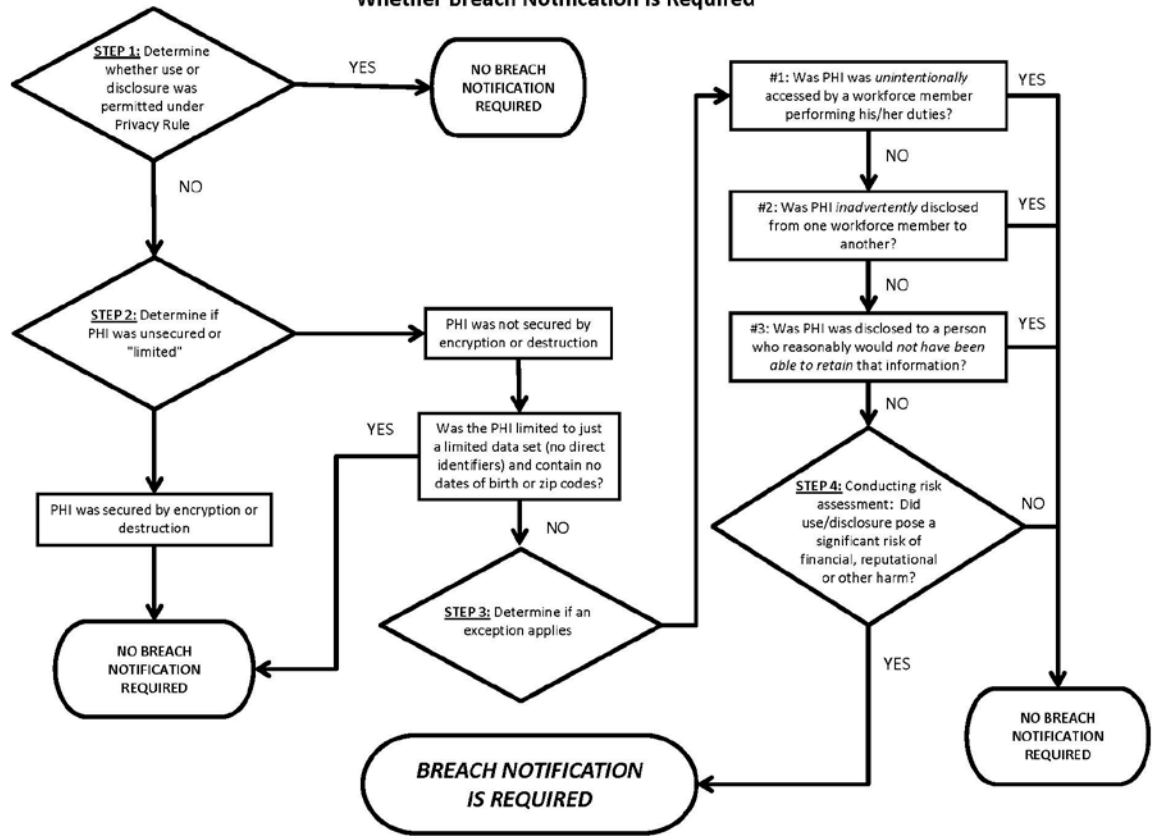 Whether Breach Notification Is Required
STEP 1: Determine
whether use or
disclosure was
permitted under
Privacy Rule
YES
NO BREACH
NOTIFICATION
REQUIRED
NO
STEP 2: Determine if
PHI was unsecured or
"limited"
PHI was not secured by
encryption or destruction
YES
Was the PHI limited to just
a limited data set (no direct
identifiers) and contain no
dates of birth or zip codes?
PHI was secured by encryption or
destruction
NO
STEP 3: Determine if an
exception applies
NO BREACH
NOTIFICATION
REQUIRED
#1: Was PHI was unintentionally
accessed by a workforce member
performing his/her duties?
YES
NO
#2: Was PHI inadvertently disclosed
from one workforce member to
another?
YES
NO
#3: Was PHI was disclosed to a person
who reasonably would not have been
able to retain that information?
YES
NO
STEP 4: Conducting risk
assessment: Did
use/disclosure pose a
significant risk of
financial, reputational
or other harm?
NO
YES
NO BREACH
NOTIFICATION
REQUIRED
BREACH NOTIFICATION
IS REQUIRED